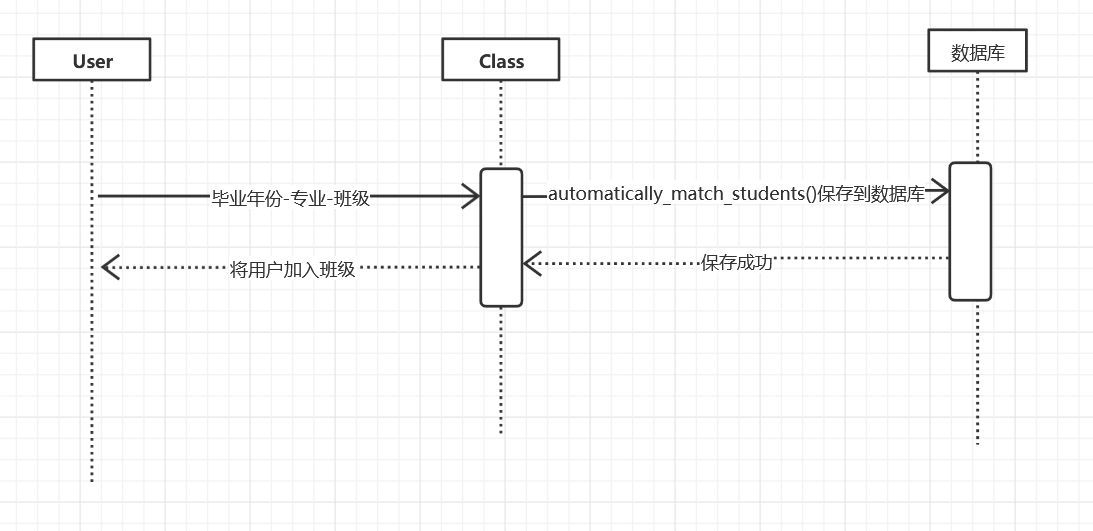 User
Class
数据库
毕业年份-专业-班级
automatically_match_students()保存到数据库
将用户加入班级
保存成功